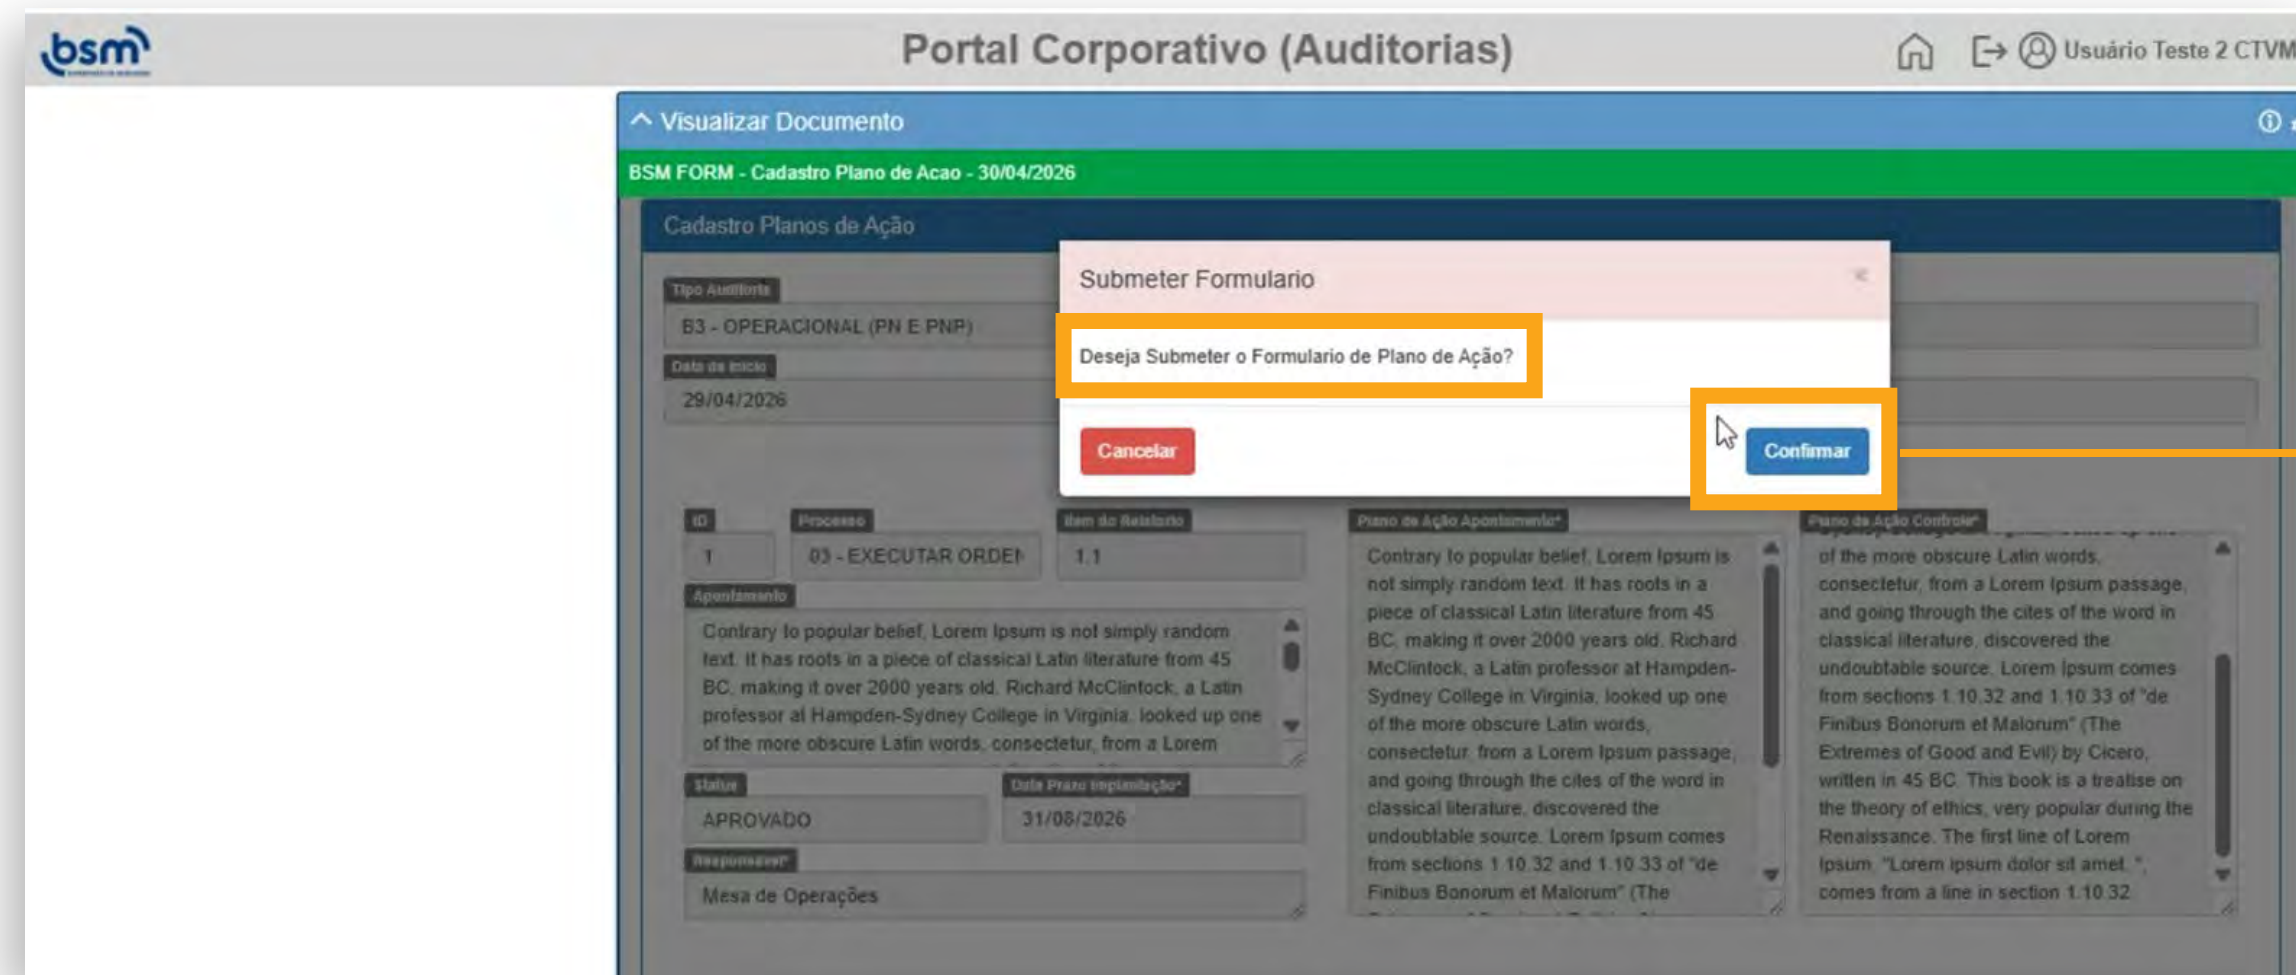 bsm
Portal Corporativo (Auditorias)
Usuário Teste 2 CTVM
Visualizar Documento
BSM FORM - Cadastro Plano de Acao - 30/04/2026
Cadastro Planos de Ação
Submeter Formulario
Deseja Submeter o Formulario de Plano de Ação?
Cancelar
Confirmar
Tipo Auditoria
B3 - OPERACIONAL (PN E PNP)
Data de Inicio
29/04/2026
ID
1
Processo
03 - EXECUTAR ORDEN
Item do Relatorio
1.1
Apontamento
Contrary to popular belief, Lorem Ipsum is not simply random
text. It has roots in a piece of classical Latin literature from 45
BC, making it over 2000 years old. Richard McClintock, a Latin
professor at Hampden-Sydney College in Virginia, looked up one
of the more obscure Latin words, consectetur, from a Lorem
Status
APROVADO
Data Prazo Implantação*
31/08/2026
Responsavel*
Mesa de Operações
Plano de Ação Apontamento*
Contrary to popular belief, Lorem Ipsum is
not simply random text. It has roots in a
piece of classical Latin literature from 45
BC, making it over 2000 years old. Richard
McClintock, a Latin professor at Hampden-
Sydney College in Virginia, looked up one
of the more obscure Latin words,
consectetur, from a Lorem Ipsum passage,
and going through the cites of the word in
classical literature, discovered the
undoubtable source. Lorem Ipsum comes
from sections 1.10.32 and 1.10.33 of "de
Finibus Bonorum et Malorum" (The
Plano de Ação Controle*
of the more obscure Latin words,
consectetur, from a Lorem Ipsum passage,
and going through the cites of the word in
classical literature, discovered the
undoubtable source. Lorem Ipsum comes
from sections 1.10.32 and 1.10.33 of "de
Finibus Bonorum et Malorum" (The
Extremes of Good and Evil) by Cicero,
written in 45 BC. This book is a treatise on
the theory of ethics, very popular during the
Renaissance. The first line of Lorem
Ipsum, "Lorem ipsum dolor sit amet..",
comes from a line in section 1.10.32